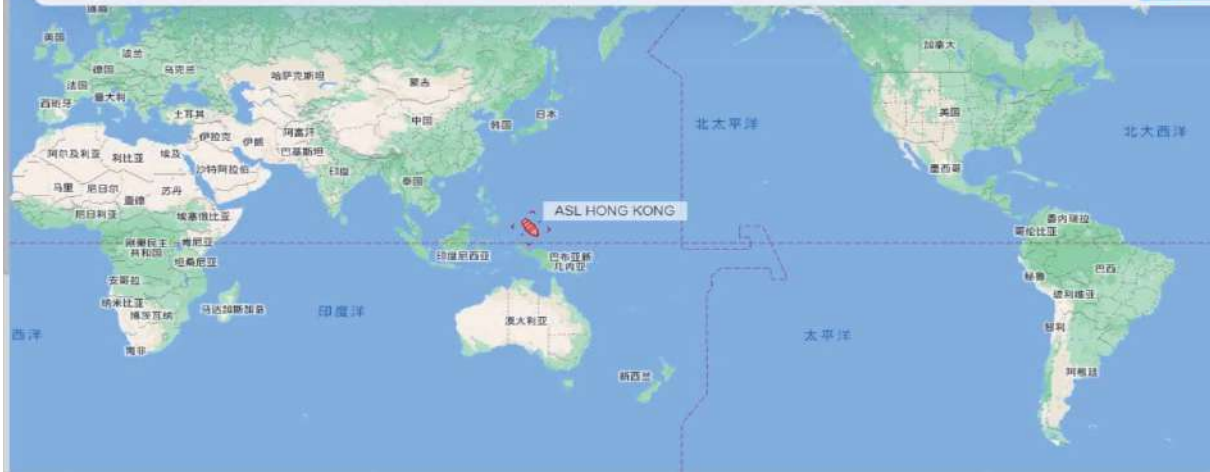 瑞典
英国
波兰
加拿大
德国
乌克兰
哈萨克斯坦
蒙古
法国
意大利
西班牙
美国
土耳其
中国
日本
韩国
北太平洋
北大西洋
伊拉克
伊朗
阿富汗
巴基斯坦
阿尔及利亚
利比亚
埃及
沙特阿拉伯
印度
墨西哥
马里
尼日尔
乍得
苏丹
泰国
尼日利亚
埃塞俄比亚
ASL HONG KONG
委内瑞拉
哥伦比亚
刚果民主
共和国
肯尼亚
印度尼西亚
巴布亚新
几内亚
坦桑尼亚
巴西
秘鲁
安哥拉
玻利维亚
纳米比亚
博茨瓦纳
马达加斯加岛
印度洋
澳大利亚
智利
西洋
太平洋
南非
新西兰
阿根廷